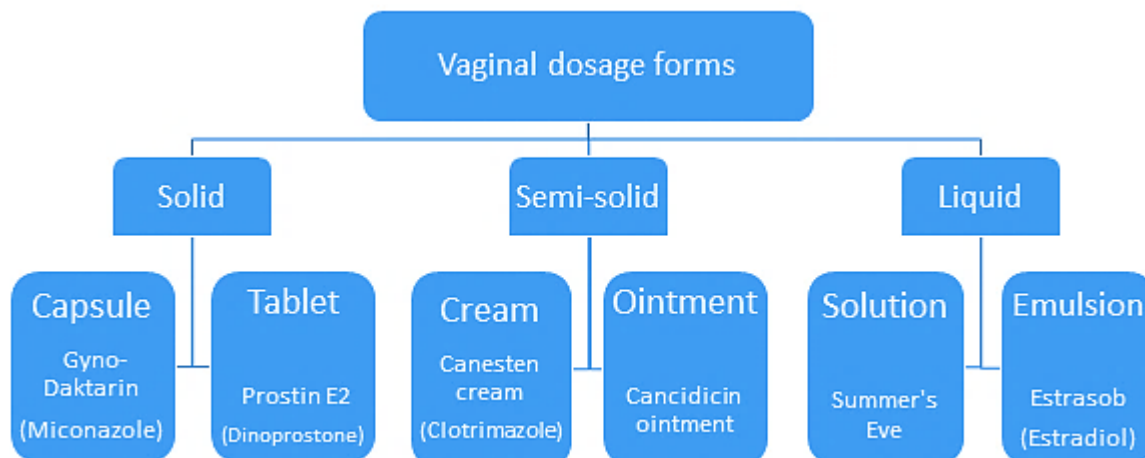 Vaginal dosage forms
Solid
Semi-solid
Liquid
Capsule
Gyno-
Daktarin
(Miconazole)
Tablet
Prostin E2
(Dinoprostone)
Cream
Canesten
cream
(Clotrimazole)
Ointment
Cancidicin
ointment
Solution
Summer's
Eve
Emulsion
Estrasob
(Estradiol)